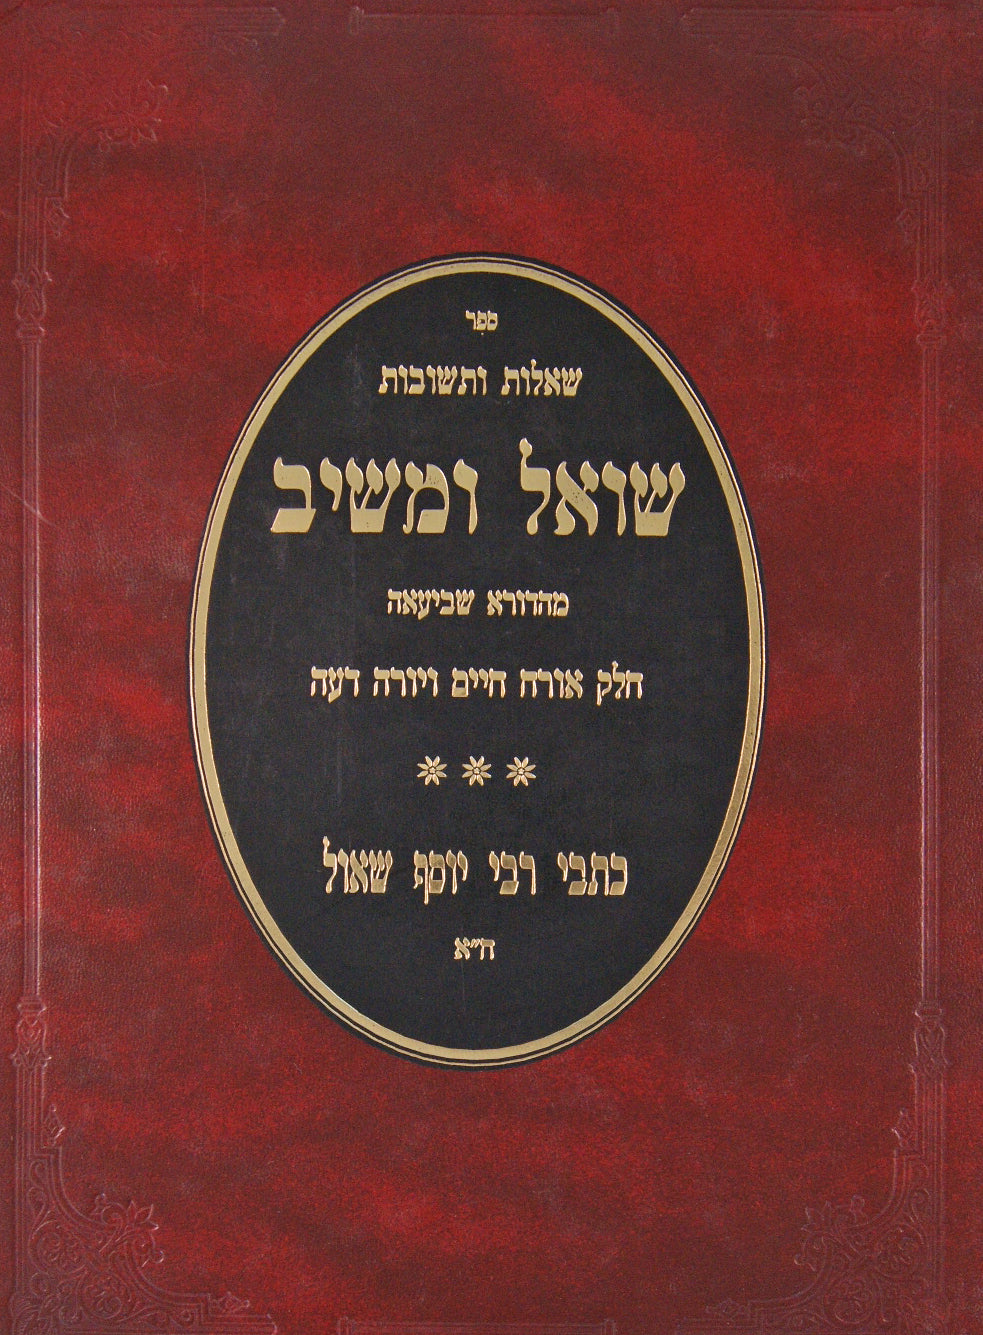 ספר
שאלות ותשובות
שואל ומשיב
מהדורא שביעאה
חלק אורח חיים ויורה דעה
כתבי רבי יוסף שאול
ח״א